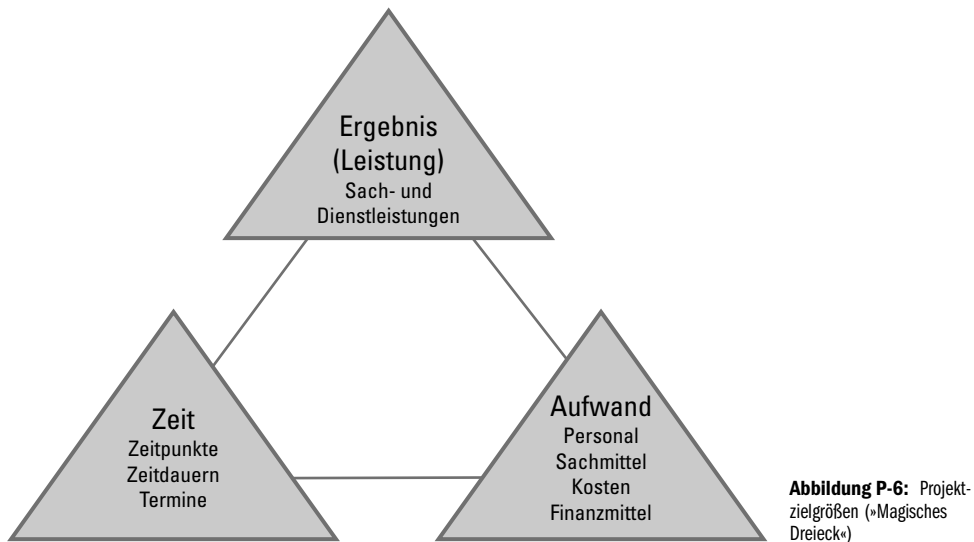 Ergebnis
(Leistung)
Sach- und
Dienstleistungen
Zeit
Zeitpunkte
Zeitdauern
Termine
Aufwand
Personal
Sachmittel
Kosten
Finanzmittel
Abbildung P-6: Projekt-
zielgrößen (»Magisches
Dreieck«)